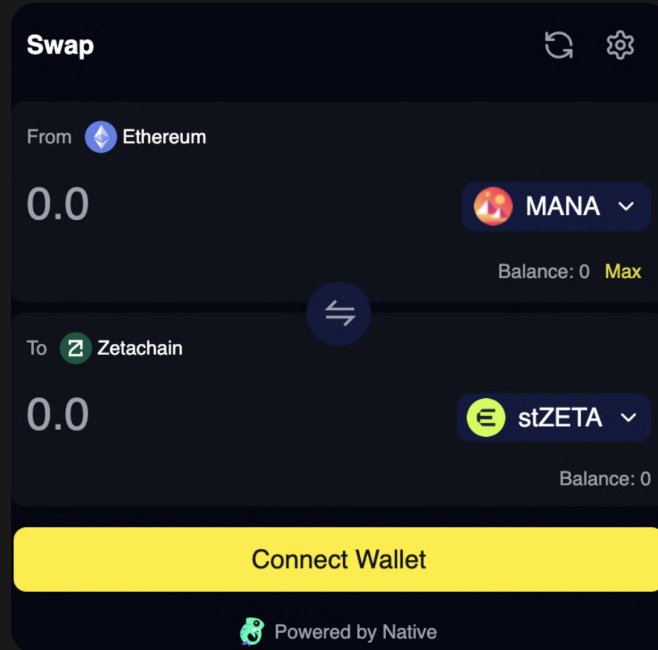 Swap
From Ethereum
0.0 MANA
Balance: 0 Max
To Zetachain
0.0 stZETA
Balance: 0
Connect Wallet
Powered by Native